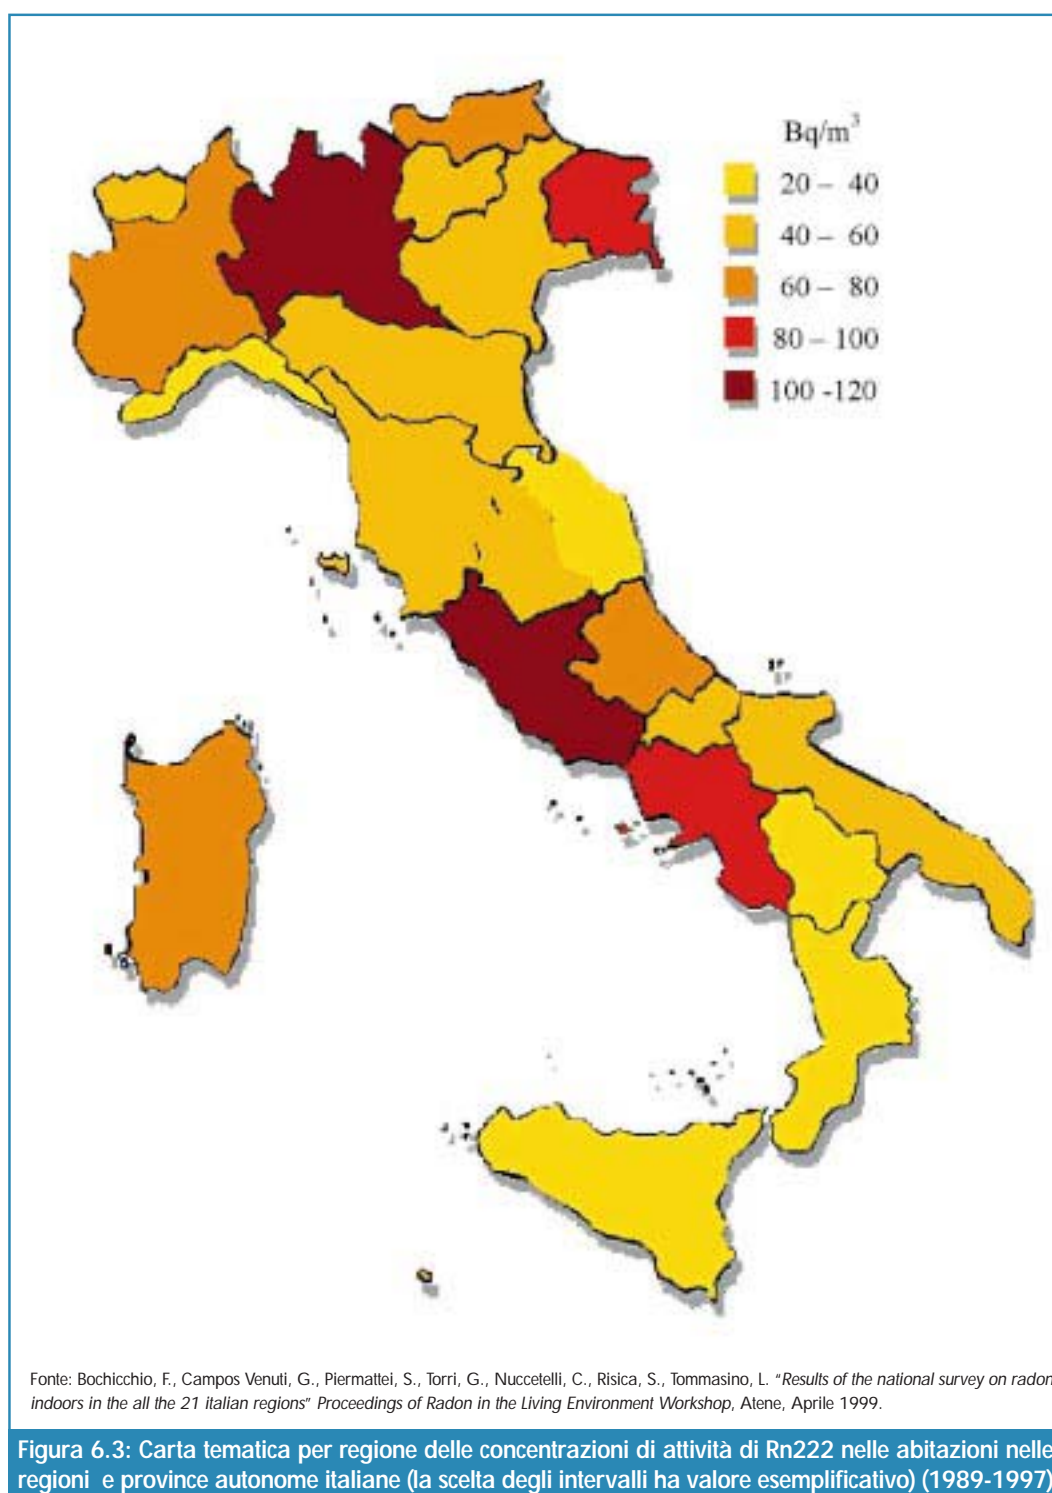 Bq/m³
20 – 40
40 – 60
60 – 80
80 – 100
100 -120
Fonte: Bochicchio, F., Campos Venuti, G., Piermattei, S., Torri, G., Nuccetelli, C., Risica, S., Tommasino, L. "Results of the national survey on radon
indoors in the all the 21 italian regions" Proceedings of Radon in the Living Environment Workshop, Atene, Aprile 1999.
Figura 6.3: Carta tematica per regione delle concentrazioni di attività di Rn222 nelle abitazioni nelle
regioni e province autonome italiane (la scelta degli intervalli ha valore esemplificativo) (1989-1997)